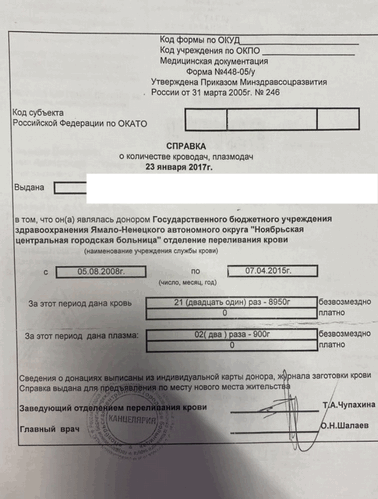 Код формы по ОКУД
Код учреждения по ОКПО
Медицинская документация
Форма №448-05/у
Утверждена Приказом Минздравсоцразвития
России от 31 марта 2005г. № 246
Код субъекта
Российской Федерации по ОКАТО
СПРАВКА
о количестве кроводач, плазмодач
23 января 2017г.
Выдана
в том, что он(а) являлась донором Государственного бюджетного учреждения
здравоохранения Ямало-Ненецкого автономного округа "Ноябрьская
центральная городская больница" отделение переливания крови
(наименование учреждения службы крови)
с 05.08.2008г. по 07.04.2015г.
(число, месяц, год)
За этот период дана кровь 21 (двадцать один) раз - 8950г безвозмездно
0 платно
За этот период дана плазма: 02( два ) раза - 900г безвозмездно
0 платно
Сведения о донациях выписаны из индивидуальной карты донора, журнала заготовки крови
Справка выдана для предъявления по месту нового места жительства
Заведующий отделением переливания крови Т.А.Чупахина
КАНЦЕЛЯРИЯ
Главный врач О.Н.Шалаев